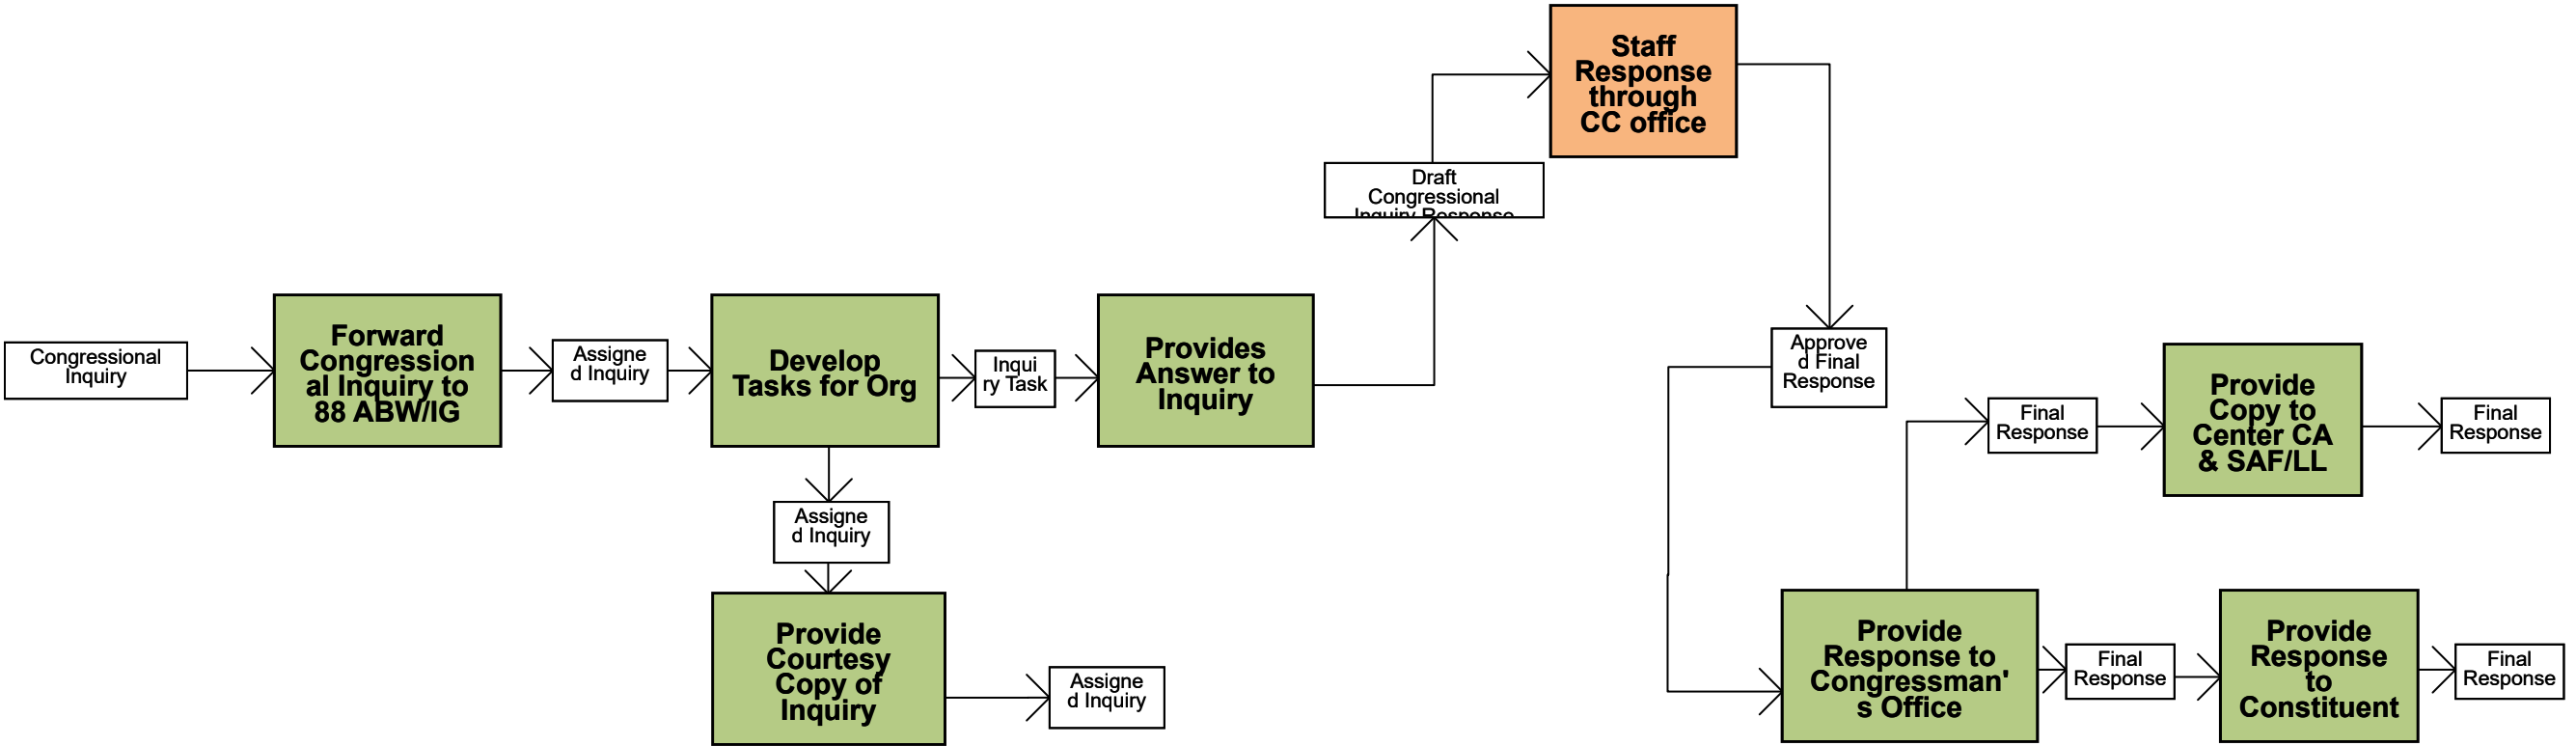 Staff
Response
through
CC office
Draft
Congressional
Inquiry Response
Forward
Congression
al Inquiry to
88 ABW/IG
Develop
Tasks for Org
Provides
Answer to
Inquiry
Congressional
Inquiry
Assigne
d Inquiry
Inqui
ry Task
Approve
d Final
Response
Final
Response
Provide
Copy to
Center CA
& SAF/LL
Final
Response
Assigne
d Inquiry
Provide
Courtesy
Copy of
Inquiry
Assigne
d Inquiry
Provide
Response to
Congressman'
s Office
Final
Response
Provide
Response
to
Constituent
Final
Response